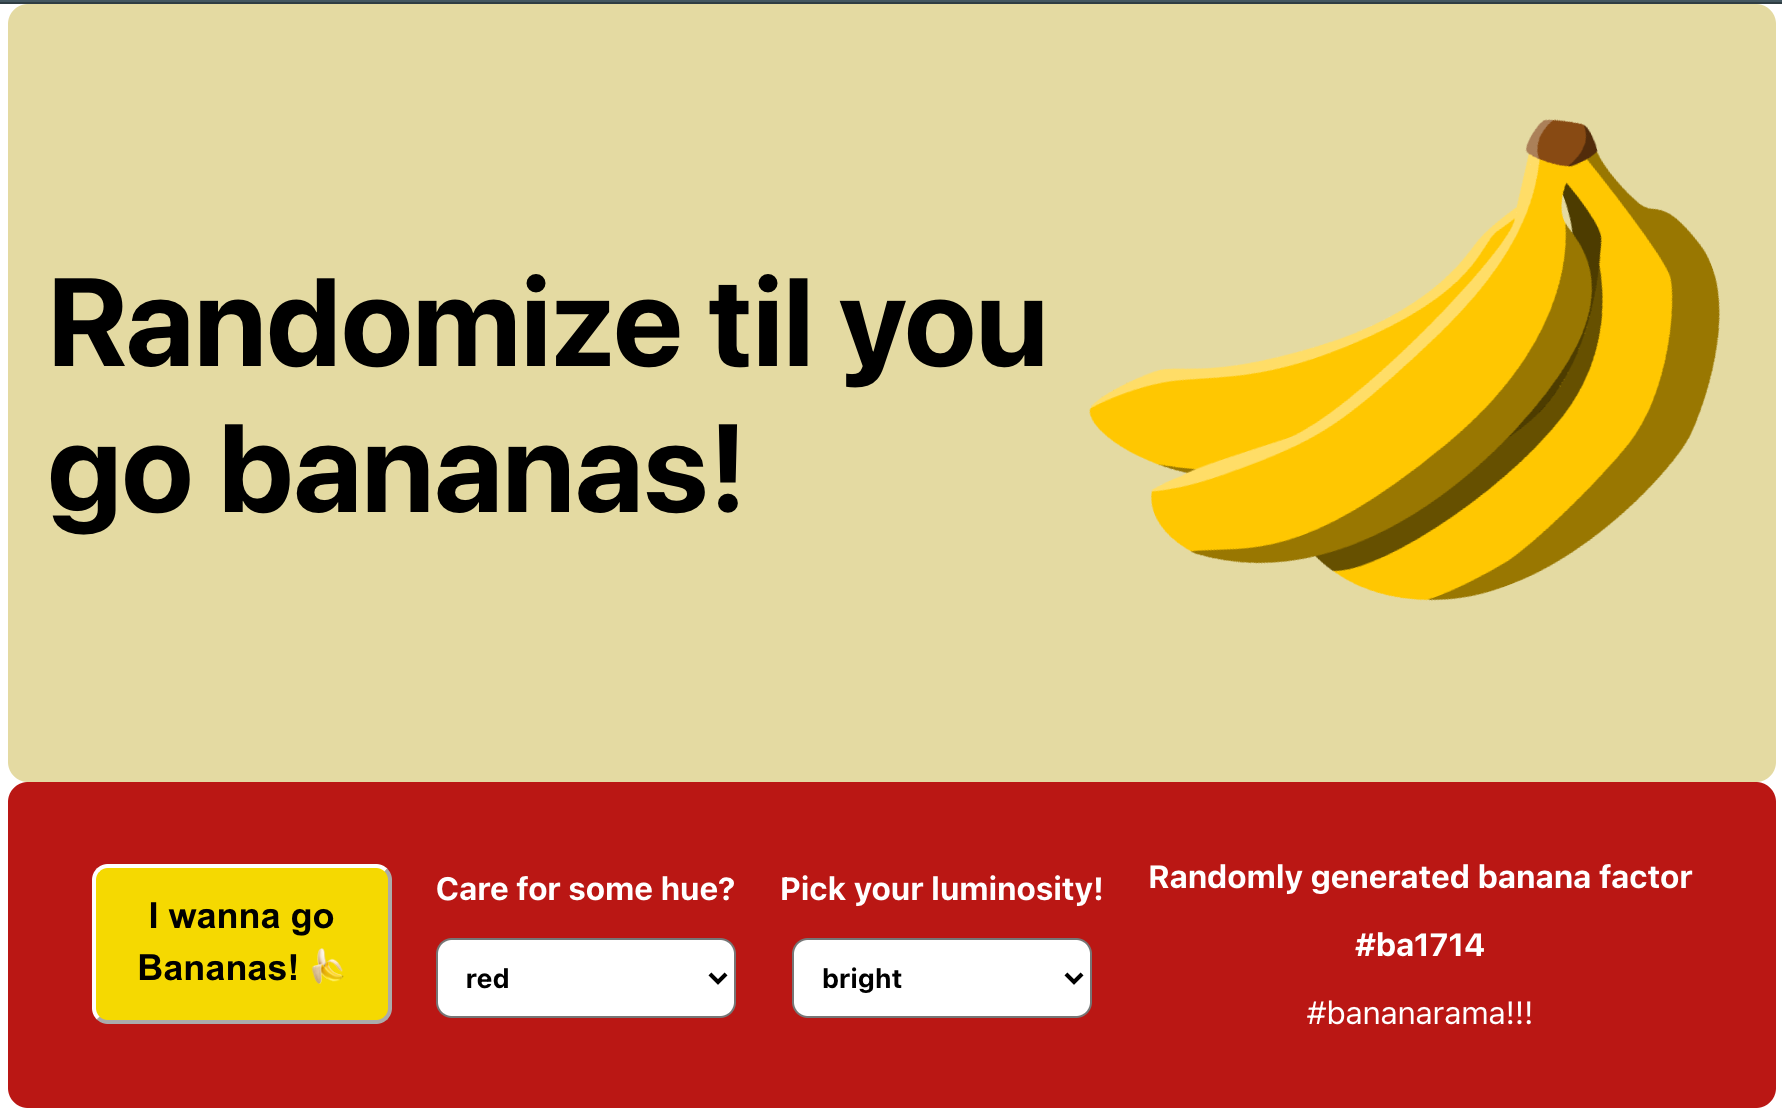 Randomize til you
go bananas!
I wanna go
Bananas! 🍌
Care for some hue?
red
Pick your luminosity!
bright
Randomly generated banana factor
#ba1714
#bananarama!!!